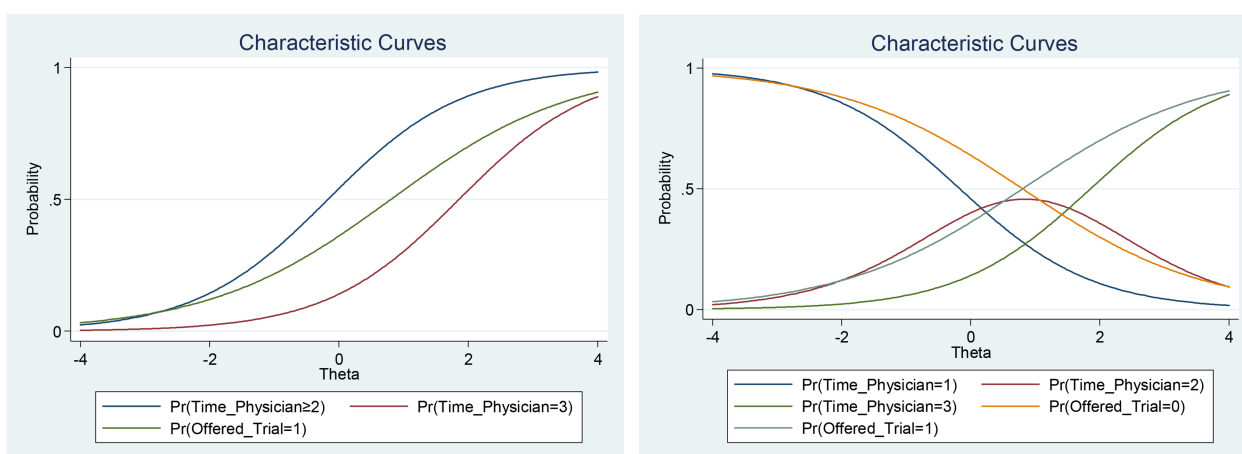 Characteristic Curves
1
.5
0
Probability
-4 -2 0 2 4
Theta
Pr(Time_Physician≥2) Pr(Time_Physician=3)
Pr(Offered_Trial=1)
Characteristic Curves
1
.5
0
Probability
-4 -2 0 2 4
Theta
Pr(Time_Physician=1) Pr(Time_Physician=2)
Pr(Time_Physician=3) Pr(Offered_Trial=0)
Pr(Offered_Trial=1)